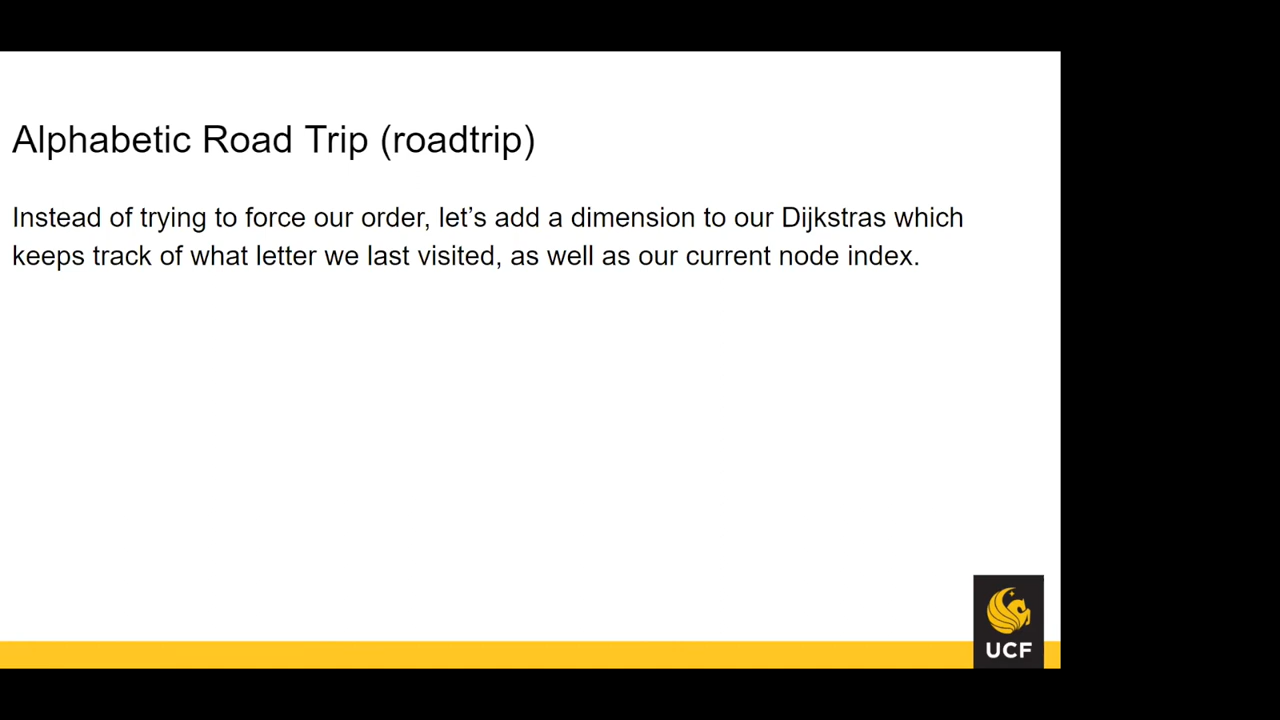 Alphabetic Road Trip (roadtrip)
Instead of trying to force our order, let’s add a dimension to our Dijkstras which
keeps track of what letter we last visited, as well as our current node index.
UCF